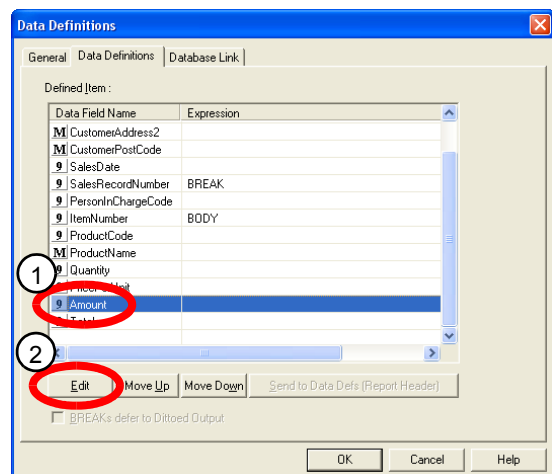 Data Definitions
General Data Definitions Database Link
Defined Item :
Data Field Name Expression
M CustomerAddress2
M CustomerPostCode
9 SalesDate
9 SalesRecordNumber BREAK
9 PersonInChargeCode
9 ItemNumber BODY
9 ProductCode
M ProductName
1 9 Quantity
9 Amount
2
Edit Move Up Move Down Send to Data Defs (Report Header)
BREAKs defer to Dittoed Output
OK Cancel Help